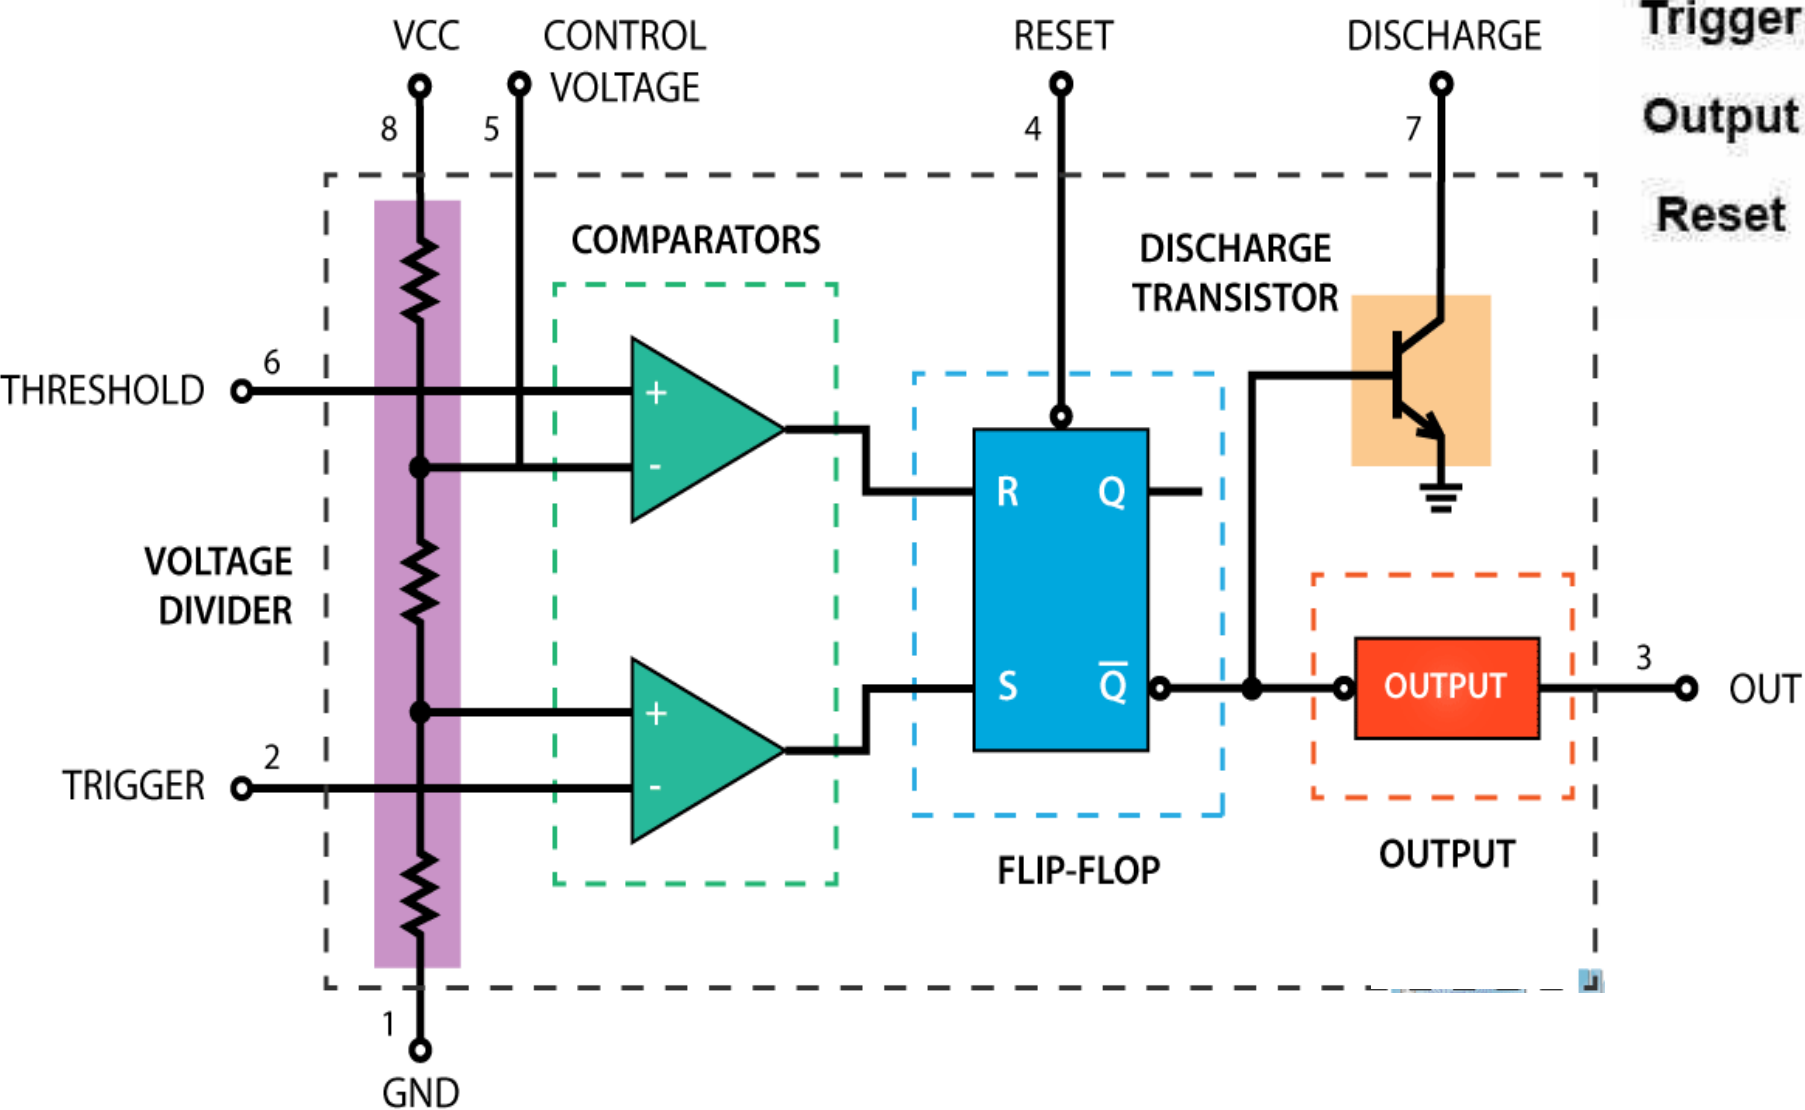 VCC
CONTROL
VOLTAGE
RESET
DISCHARGE
Trigger
8
5
4
7
Output
Reset
COMPARATORS
DISCHARGE
TRANSISTOR
THRESHOLD
6
+
-
R
Q
VOLTAGE
DIVIDER
S
Q̅
OUTPUT
3
OUT
+
-
TRIGGER
2
FLIP-FLOP
OUTPUT
1
GND